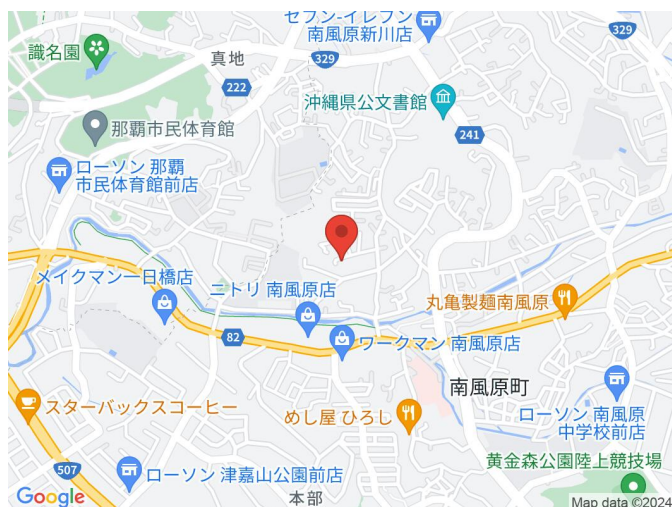 セブン-イレブン
南風原新川店
329
識名園
真地
329
222
沖縄県公文書館
那覇市民体育館
241
ローソン 那覇
市民体育館前店
メイクマン一日橋店
ニトリ 南風原店
丸亀製麺南風原
82
ワークマン 南風原店
南風原町
スターバックスコーヒー
めし屋 ひろし
ローソン 南風原
中学校前店
507
ローソン 津嘉山公園前店
黄金森公園陸上競技場
Google
本部
Map data ©2024